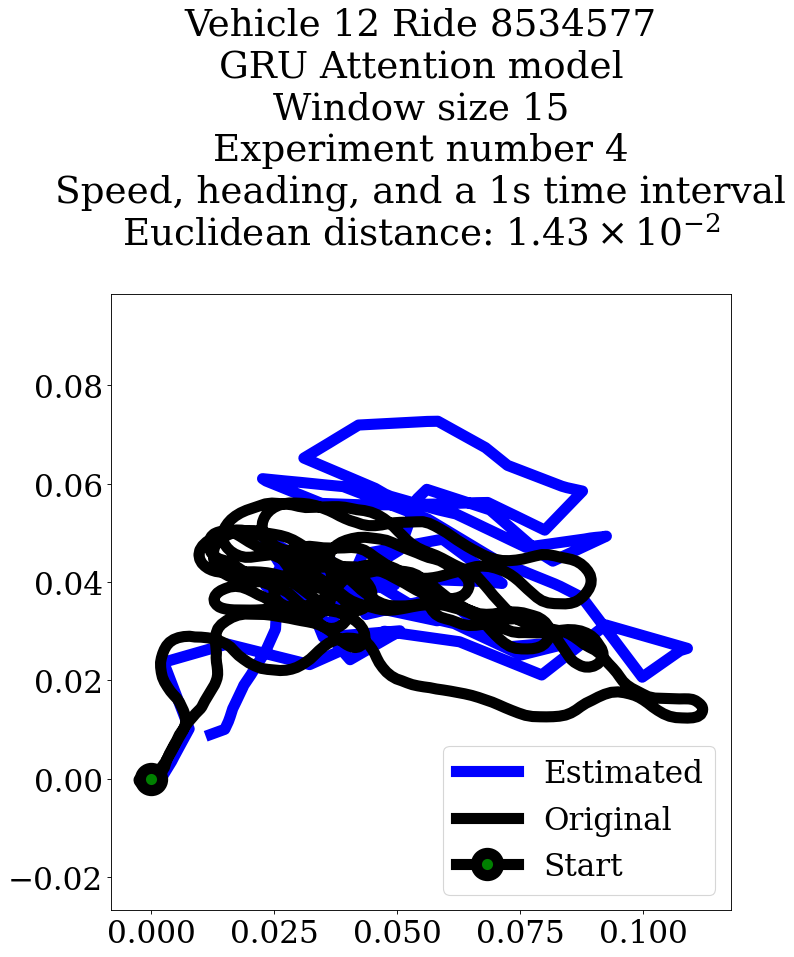 Vehicle 12 Ride 8534577
GRU Attention model
Window size 15
Experiment number 4
Speed, heading, and a 1s time interval
Euclidean distance: 1.43 × 10⁻²
0.08
0.06
0.04
0.02
0.00
−0.02
0.000 0.025 0.050 0.075 0.100
Estimated
Original
Start